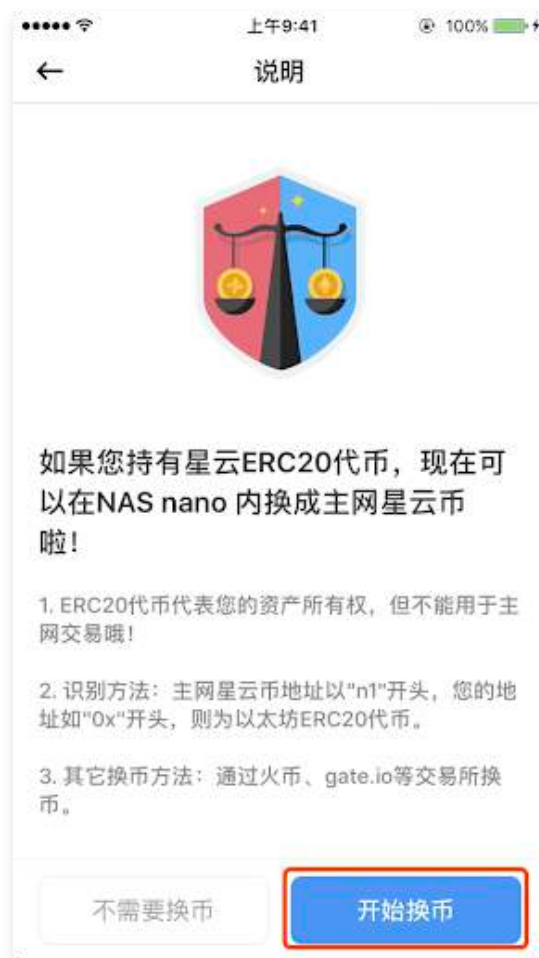 上午9:41
100%
说明
如果您持有星云ERC20代币，现在可
以在NAS nano 内换成主网星云币
啦！
1. ERC20代币代表您的资产所有权，但不能用于主
网交易哦！
2. 识别方法：主网星云币地址以"n1"开头，您的地
址如"0x"开头，则为以太坊ERC20代币。
3. 其它换币方法：通过火币、gate.io等交易所换
币。
不需要换币
开始换币